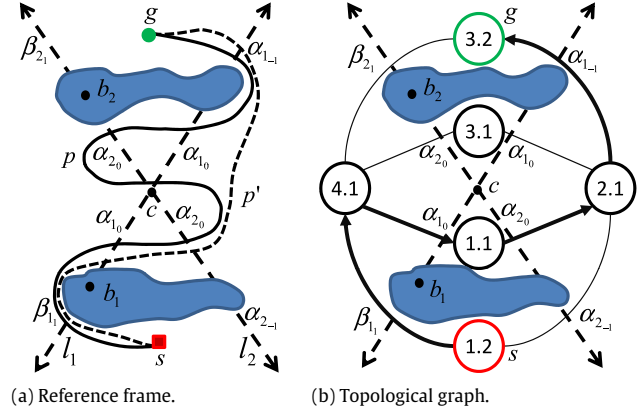 g
β₂₁ α₁₋₁
b₂
p α₂₀ α₁₀
c p'
α₁₀ α₂₀
b₁
β₁₁ α₂₋₁
l₁ s l₂
(a) Reference frame.
g
3.2
β₂₁ α₁₋₁
b₂
3.1
α₂₀ α₁₀
4.1 c 2.1
α₁₀ α₂₀
1.1
b₁
β₁₁ α₂₋₁
1.2 s
(b) Topological graph.